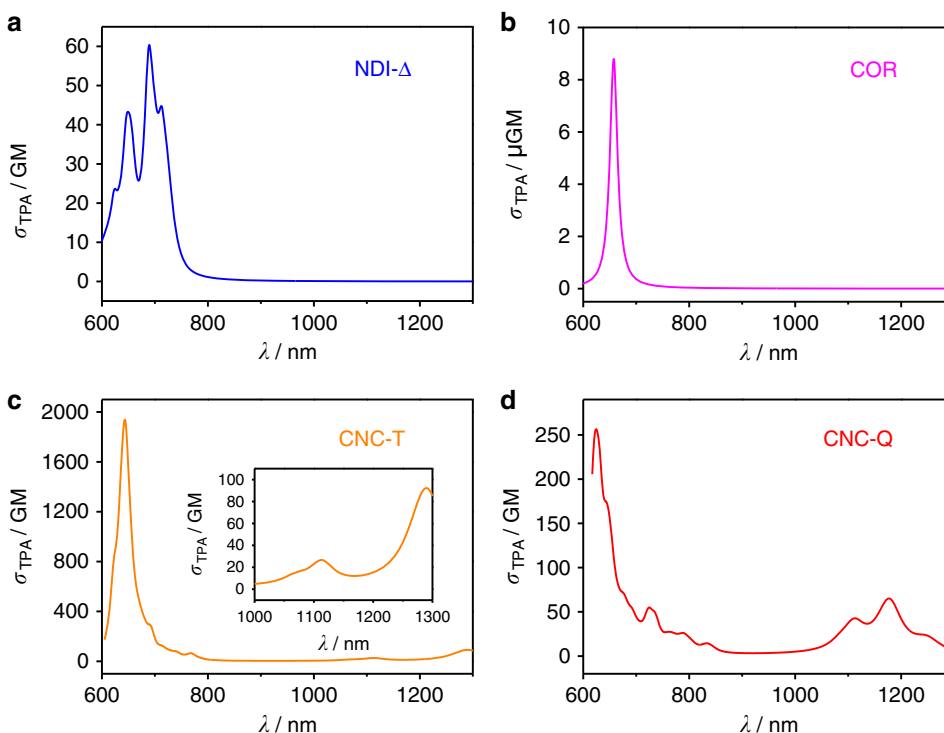 a
60
50
40
30
20
10
0
σTPA / GM
NDI-Δ
600 800 1000 1200
λ / nm
b
10
8
6
4
2
0
σTPA / μGM
COR
600 800 1000 1200
λ / nm
c
2000
1600
1200
800
400
0
σTPA / GM
CNC-T
100
80
60
40
20
0
σTPA / GM
1000 1100 1200 1300
λ / nm
600 800 1000 1200
λ / nm
d
250
200
150
100
50
0
σTPA / GM
CNC-Q
600 800 1000 1200
λ / nm